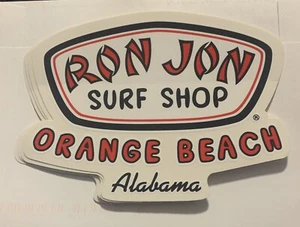 RON JON
SURF SHOP
®
ORANGE BEACH
Alabama